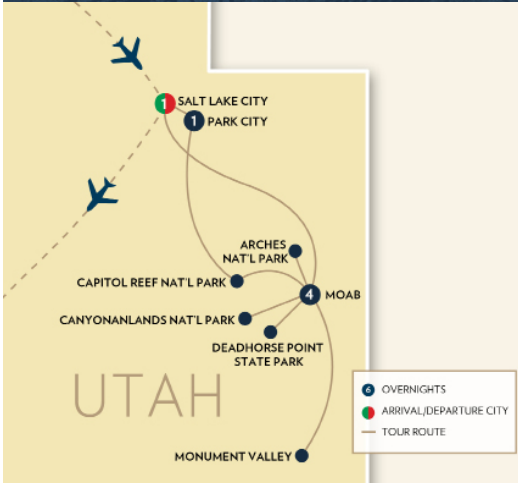 1 SALT LAKE CITY
1 PARK CITY
ARCHES
NAT'L PARK
CAPITOL REEF NAT'L PARK
4 MOAB
CANYONANLANDS NAT'L PARK
DEADHORSE POINT
STATE PARK
UTAH
6 OVERNIGHTS
ARRIVAL/DEPARTURE CITY
TOUR ROUTE
MONUMENT VALLEY